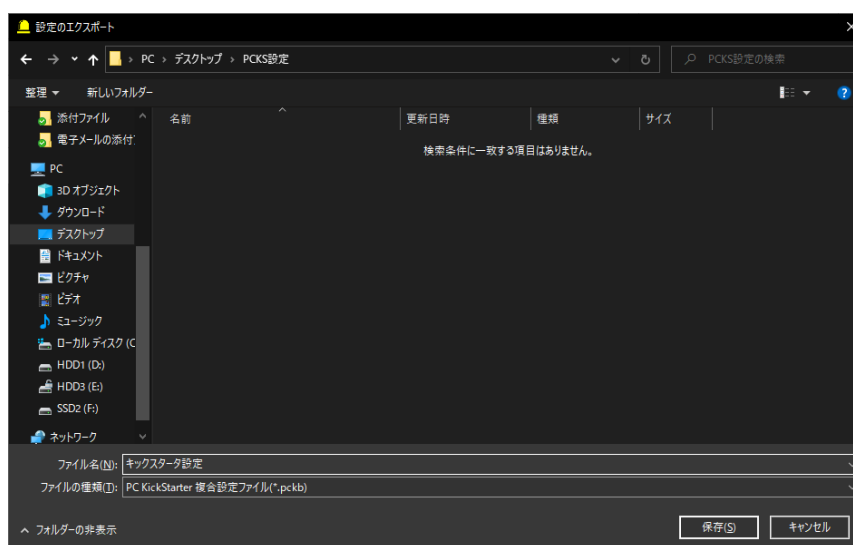 設定のエクスポート
PC › デスクトップ › PCKS設定
PCKS設定の検索
整理
新しいフォルダー
名前
更新日時
種類
サイズ
検索条件に一致する項目はありません。
添付ファイル
電子メールの添付
PC
3D オブジェクト
ダウンロード
デスクトップ
ドキュメント
ピクチャ
ビデオ
ミュージック
ローカル ディスク (C
HDD1 (D:)
HDD3 (E:)
SSD2 (F:)
ネットワーク
ファイル名(N): キックスタータ設定
ファイルの種類(T): PC KickStarter 複合設定ファイル(*.pckb)
フォルダーの非表示
保存(S)
キャンセル